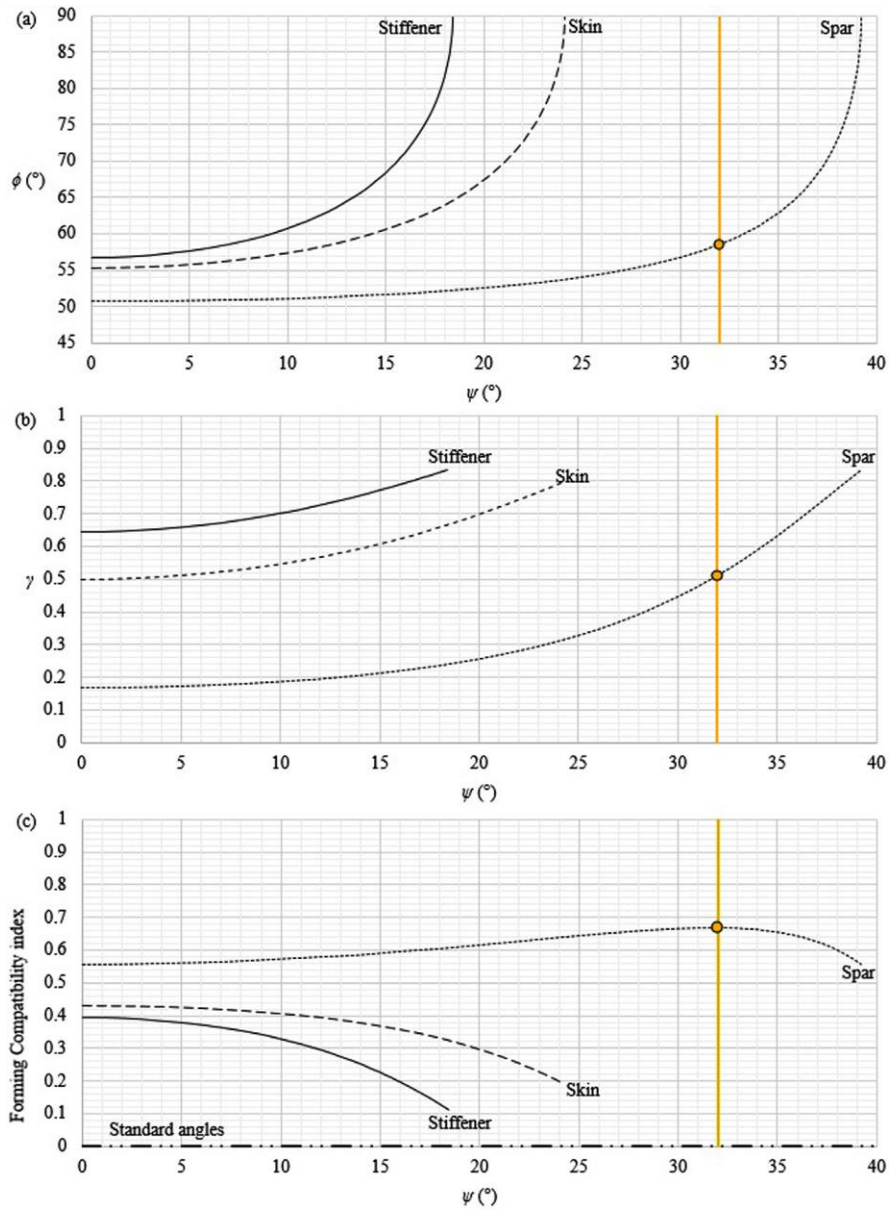 (a)
90
85
80
75
70
ϕ (°)
65
60
55
50
45
Stiffener
Skin
Spar
0 5 10 15 20 25 30 35 40
ψ (°)
(b)
1
0.9
0.8
0.7
0.6
γ 0.5
0.4
0.3
0.2
0.1
0
Stiffener
Skin
Spar
0 5 10 15 20 25 30 35 40
ψ (°)
(c)
Forming Compatibility index
1
0.9
0.8
0.7
0.6
0.5
0.4
0.3
0.2
0.1
0
Spar
Skin
Stiffener
Standard angles
0 5 10 15 20 25 30 35 40
ψ (°)